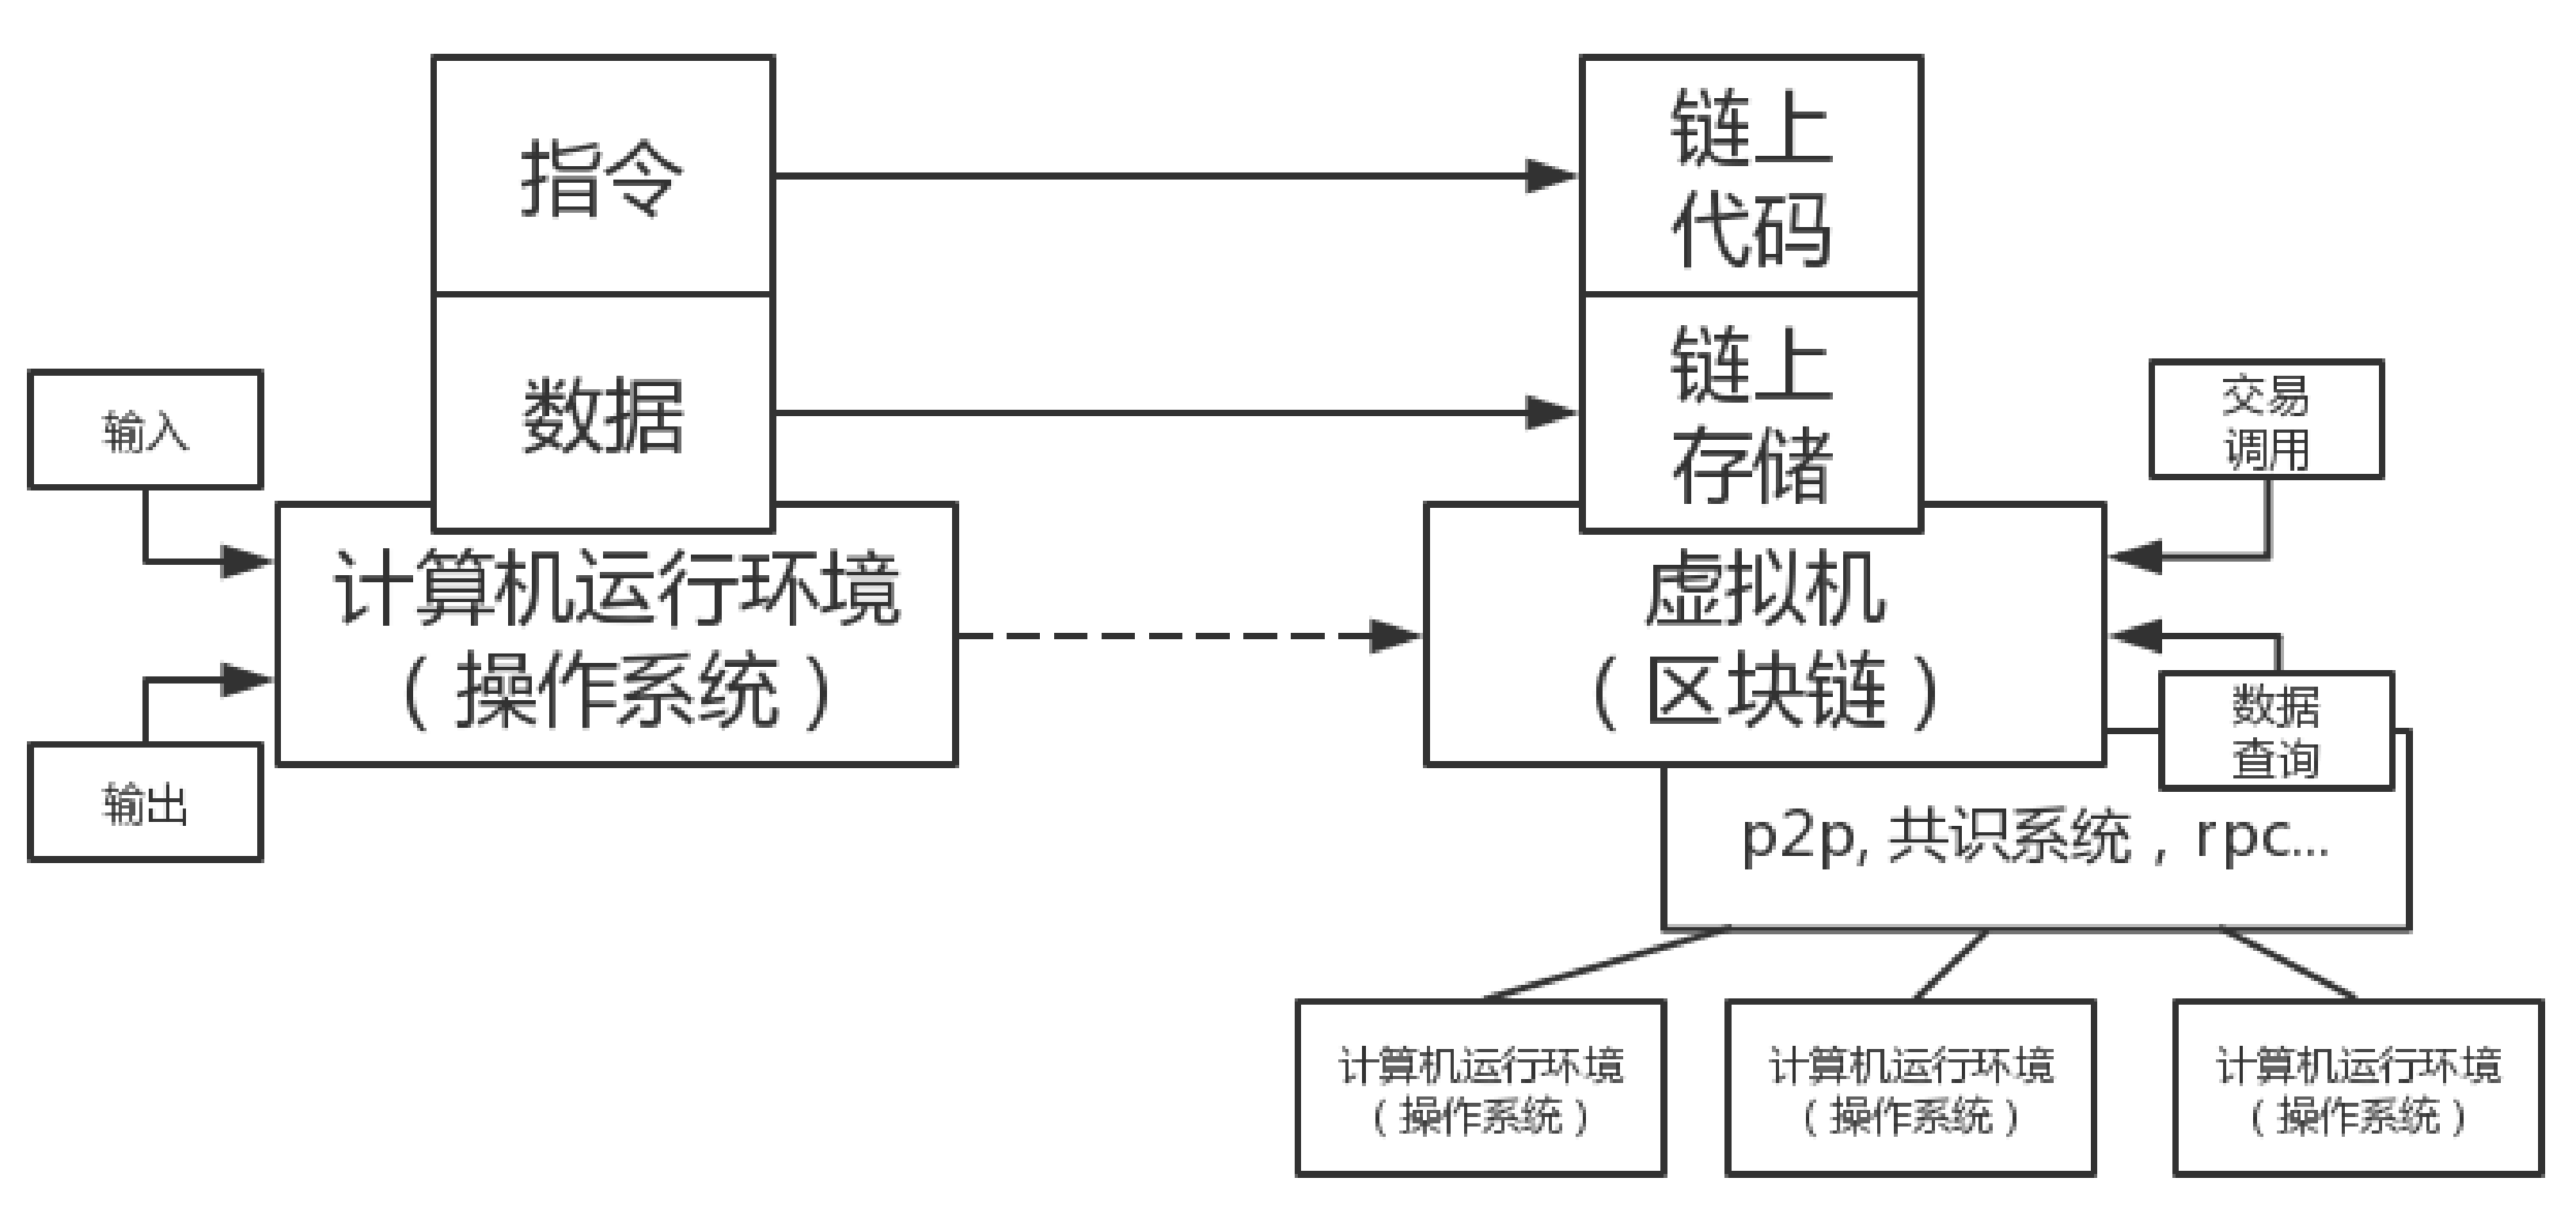 指令
数据
输入
计算机运行环境
（操作系统）
输出
链上
代码
链上
存储
交易
调用
虚拟机
（区块链）
数据
查询
p2p, 共识系统，rpc...
计算机运行环境
（操作系统）
计算机运行环境
（操作系统）
计算机运行环境
（操作系统）